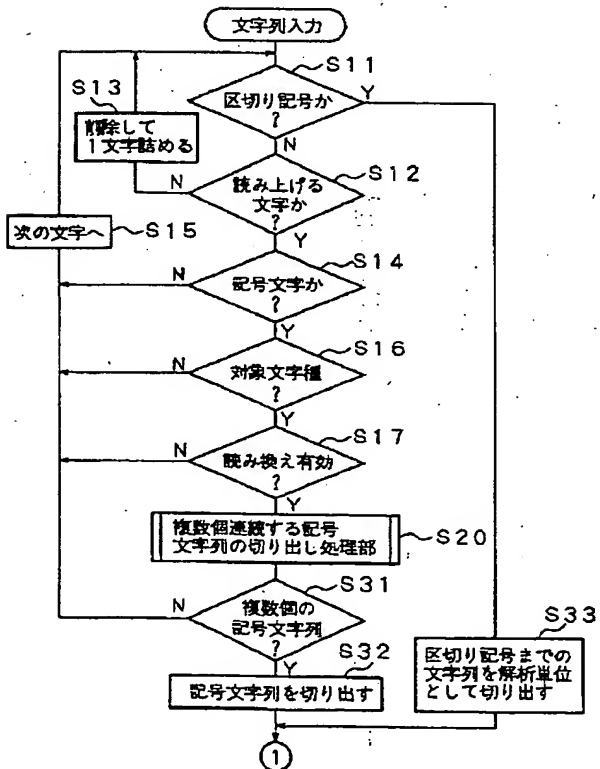 文字列入力
S11
区切り記号か
?
Y
N
S13
削除して
1文字詰める
S12
読み上げる
文字か
?
N
Y
次の文字へ
S15
S14
記号文字か
?
N
Y
S16
対象文字種
?
N
Y
S17
読み換え有効
?
N
Y
複数個連続する記号
文字列の切り出し処理部
S20
S31
複数個の
記号文字列
?
N
Y
S32
記号文字列を切り出す
S33
区切り記号までの
文字列を解析単位
として切り出す
1